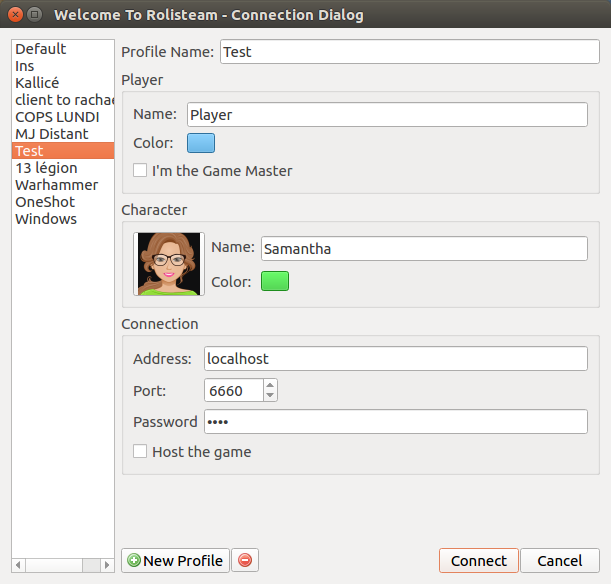 Welcome To Rolisteam - Connection Dialog
Default
Ins
Kallicé
client to rachae
COPS LUNDI
MJ Distant
Test
13 légion
Warhammer
OneShot
Windows
Profile Name: Test
Player
Name: Player
Color:
I'm the Game Master
Character
Name: Samantha
Color:
Connection
Address: localhost
Port: 6660
Password ••••
Host the game
New Profile
Connect
Cancel